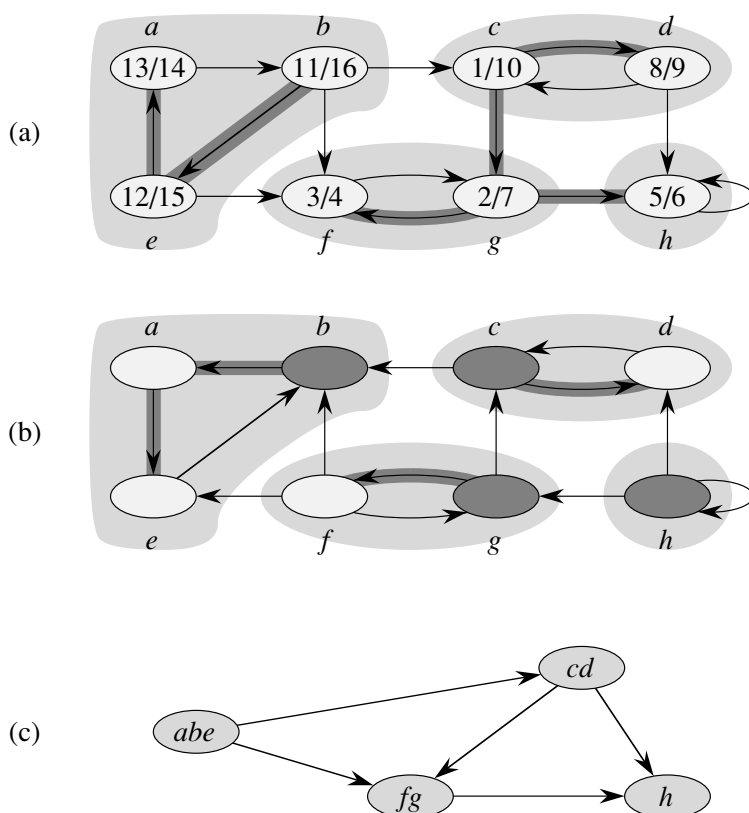 a b c d
13/14 11/16 1/10 8/9
(a)
12/15 3/4 2/7 5/6
e f g h
a b c d
(b)
e f g h
cd
(c) abe
fg h